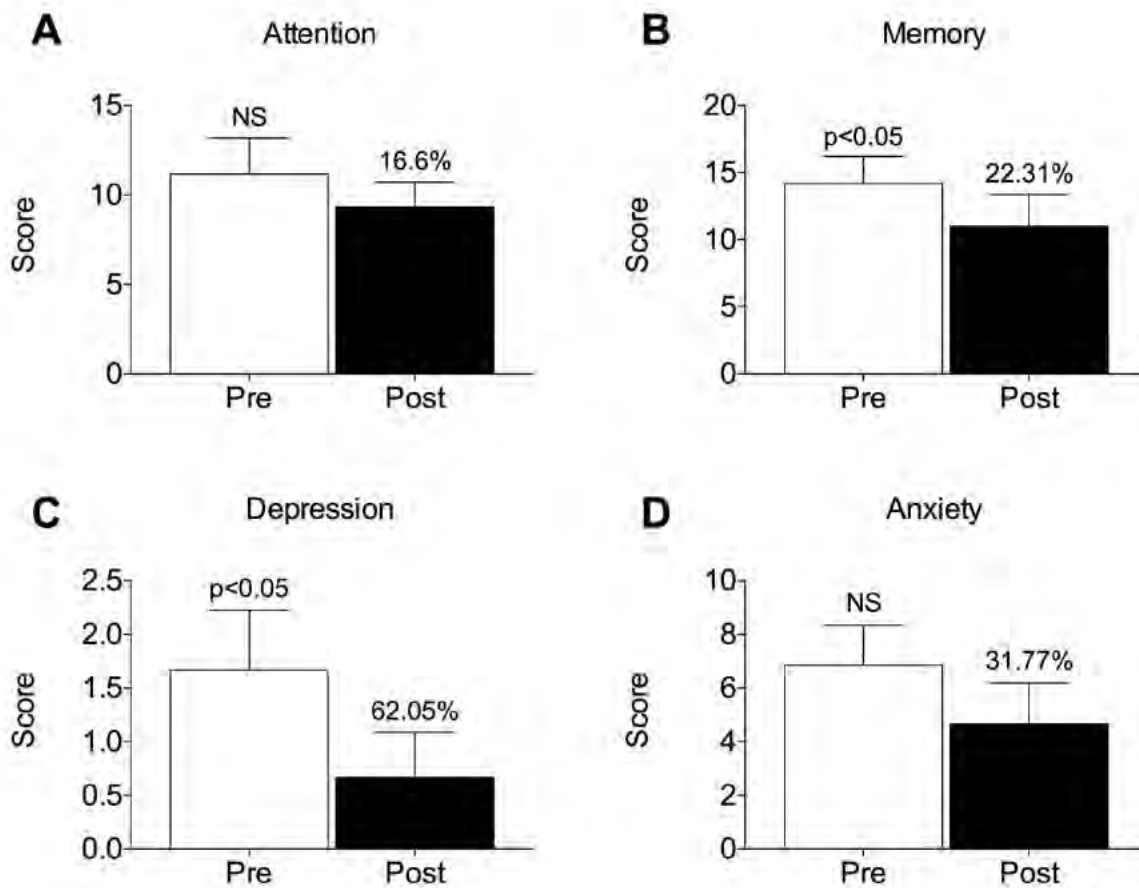 A
Attention
15
10
5
0
Score
NS
16.6%
Pre
Post
B
Memory
20
15
10
5
0
Score
p<0.05
22.31%
Pre
Post
C
Depression
2.5
2.0
1.5
1.0
0.5
0.0
Score
p<0.05
62.05%
Pre
Post
D
Anxiety
10
8
6
4
2
0
Score
NS
31.77%
Pre
Post